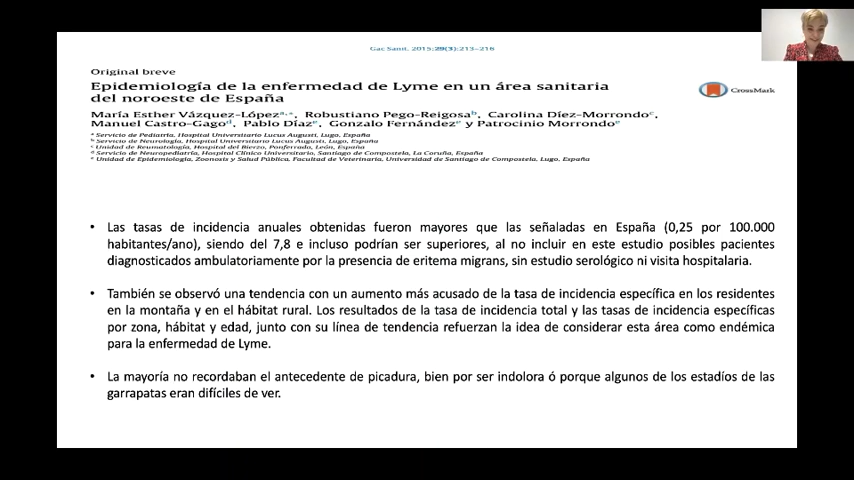 Gac Sanit. 2015;29(3):213–216
Original breve
Epidemiología de la enfermedad de Lyme en un área sanitaria
del noroeste de España
CrossMark
María Esther Vázquez-López a,*, Robustiano Pego-Reigosa b, Carolina Díez-Morrondo c,
Manuel Castro-Gago d, Pablo Díaz e, Gonzalo Fernández e y Patrocinio Morrondo e
a Servicio de Pediatría, Hospital Universitario Lucus Augusti, Lugo, España
b Servicio de Neurología, Hospital Universitario Lucus Augusti, Lugo, España
c Unidad de Reumatología, Hospital del Bierzo, Ponferrada, León, España
d Servicio de Neuropediatría, Hospital Clínico Universitario, Santiago de Compostela, La Coruña, España
e Unidad de Epidemiología, Zoonosis y Salud Pública, Facultad de Veterinaria, Universidad de Santiago de Compostela, Lugo, España
• Las tasas de incidencia anuales obtenidas fueron mayores que las señaladas en España (0,25 por 100.000
habitantes/ano), siendo del 7,8 e incluso podrían ser superiores, al no incluir en este estudio posibles pacientes
diagnosticados ambulatoriamente por la presencia de eritema migrans, sin estudio serológico ni visita hospitalaria.
• También se observó una tendencia con un aumento más acusado de la tasa de incidencia específica en los residentes
en la montaña y en el hábitat rural. Los resultados de la tasa de incidencia total y las tasas de incidencia específicas
por zona, hábitat y edad, junto con su línea de tendencia refuerzan la idea de considerar esta área como endémica
para la enfermedad de Lyme.
• La mayoría no recordaban el antecedente de picadura, bien por ser indolora ó porque algunos de los estadíos de las
garrapatas eran difíciles de ver.